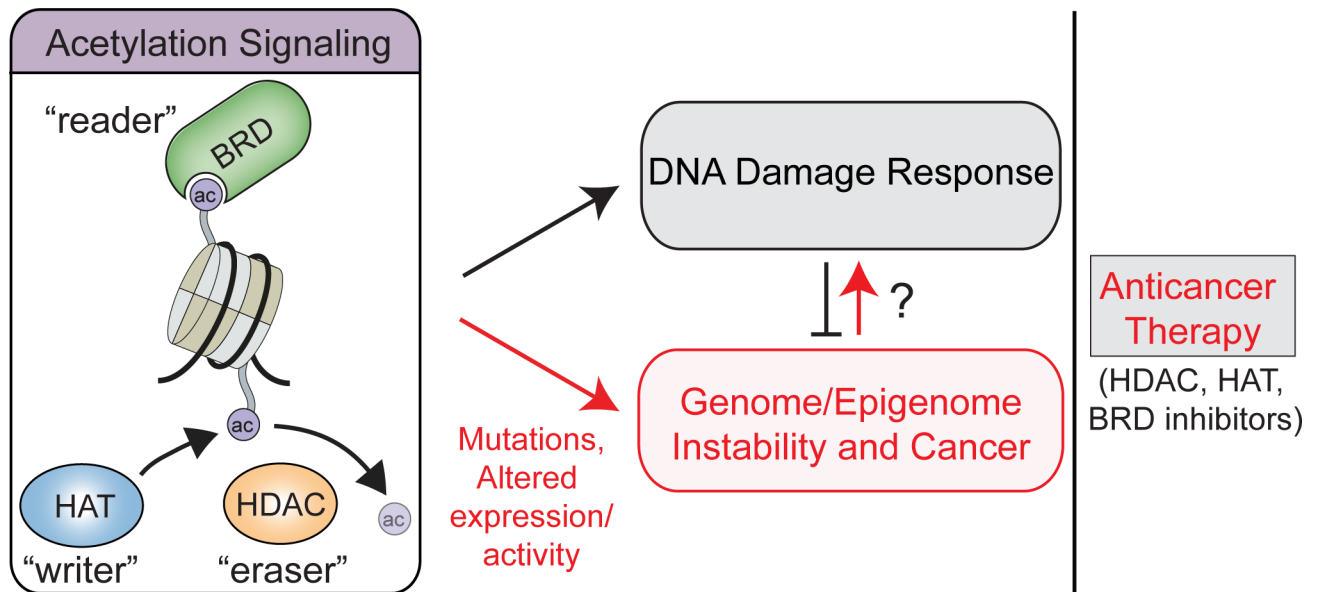 Acetylation Signaling
“reader”
BRD
ac
ac
HAT
HDAC
ac
“writer”
“eraser”
Mutations,
Altered
expression/
activity
DNA Damage Response
?
Genome/Epigenome
Instability and Cancer
Anticancer
Therapy
(HDAC, HAT,
BRD inhibitors)